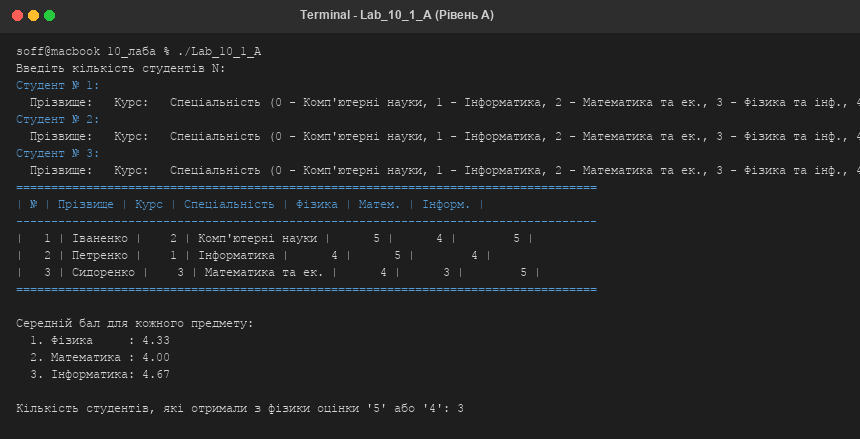 Terminal - Lab_10_1_A (Рівень A)
soff@macbook 10_лаба % ./Lab_10_1_A
Введіть кількість студентів N:
Студент № 1:
Прізвище: Курс: Спеціальність (0 - Комп'ютерні науки, 1 - Інформатика, 2 - Математика та ек., 3 - Фізика та інф.,
Студент № 2:
Прізвище: Курс: Спеціальність (0 - Комп'ютерні науки, 1 - Інформатика, 2 - Математика та ек., 3 - Фізика та інф.,
Студент № 3:
Прізвище: Курс: Спеціальність (0 - Комп'ютерні науки, 1 - Інформатика, 2 - Математика та ек., 3 - Фізика та інф.,
===================================================================================
| № | Прізвище | Курс | Спеціальність | Фізика | Матем. | Інформ. |
-----------------------------------------------------------------------------------
| 1 | Іваненко | 2 | Комп'ютерні науки | 5 | 4 | 5 |
| 2 | Петренко | 1 | Інформатика | 4 | 5 | 4 |
| 3 | Сидоренко | 3 | Математика та ек. | 4 | 3 | 5 |
===================================================================================
Середній бал для кожного предмету:
1. Фізика : 4.33
2. Математика : 4.00
3. Інформатика: 4.67
Кількість студентів, які отримали з фізики оцінки '5' або '4': 3